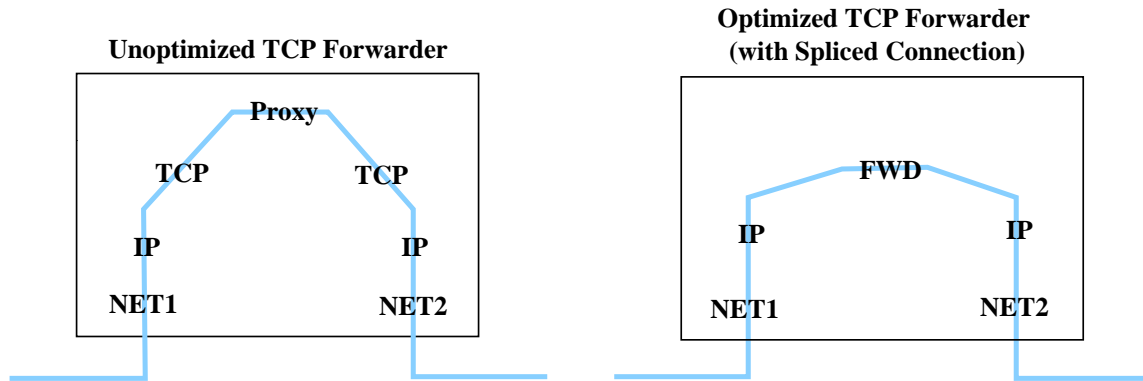 Unoptimized TCP Forwarder
Proxy
TCP TCP
IP IP
NET1 NET2
Optimized TCP Forwarder
(with Spliced Connection)
FWD
IP IP
NET1 NET2